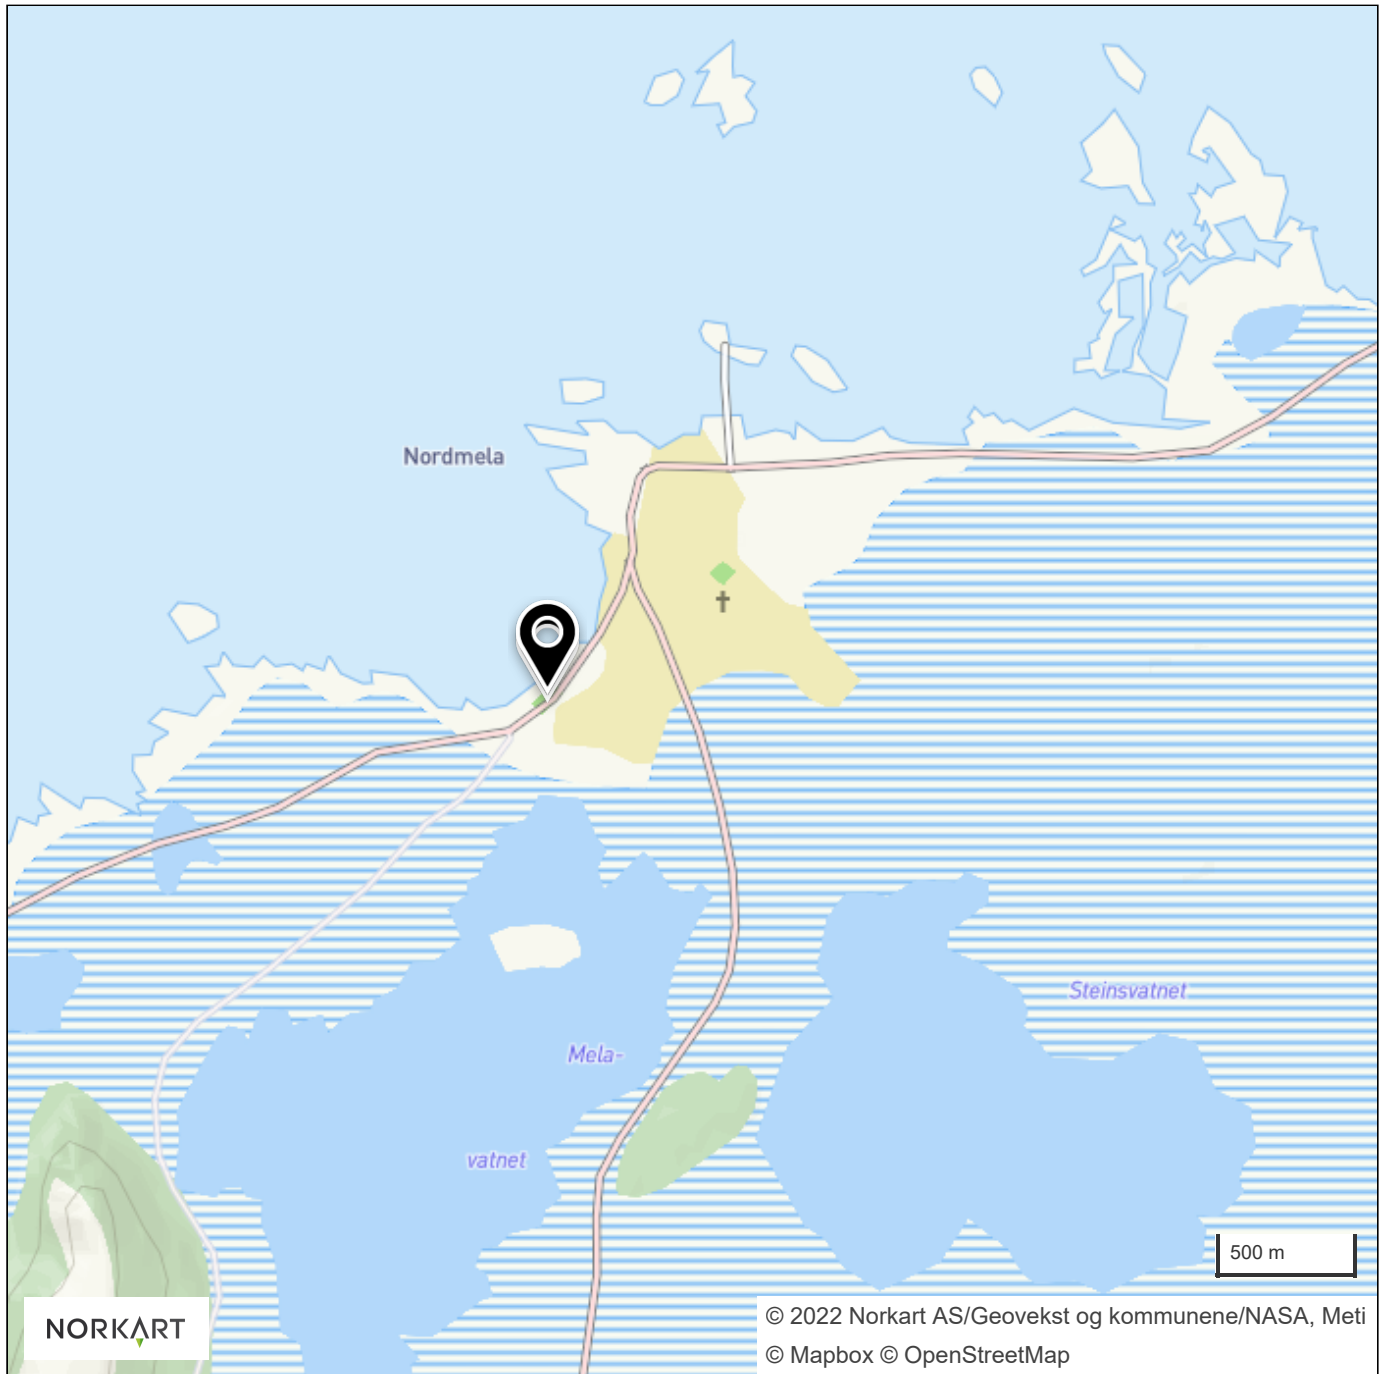 Nordmela
Steinsvatnet
Mela-
vatnet
500 m
NORKART
© 2022 Norkart AS/Geovekst og kommunene/NASA, Meti
© Mapbox © OpenStreetMap